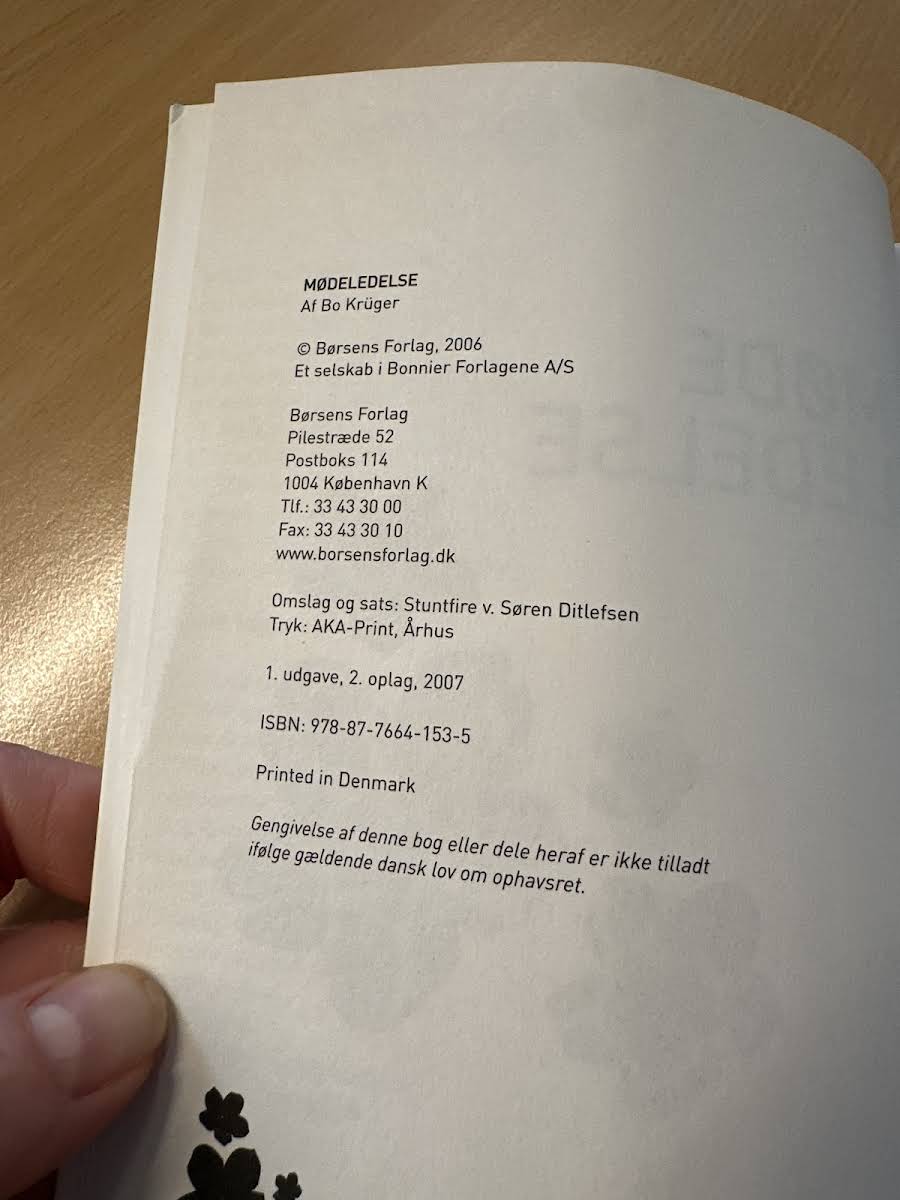 MØDELEDELSE
Af Bo Krüger
© Børsens Forlag, 2006
Et selskab i Bonnier Forlagene A/S
Børsens Forlag
Pilestræde 52
Postboks 114
1004 København K
Tlf.: 33 43 30 00
Fax: 33 43 30 10
www.borsensforlag.dk
Omslag og sats: Stuntfire v. Søren Ditlefsen
Tryk: AKA-Print, Århus
1. udgave, 2. oplag, 2007
ISBN: 978-87-7664-153-5
Printed in Denmark
Gengivelse af denne bog eller dele heraf er ikke tilladt
ifølge gældende dansk lov om ophavsret.